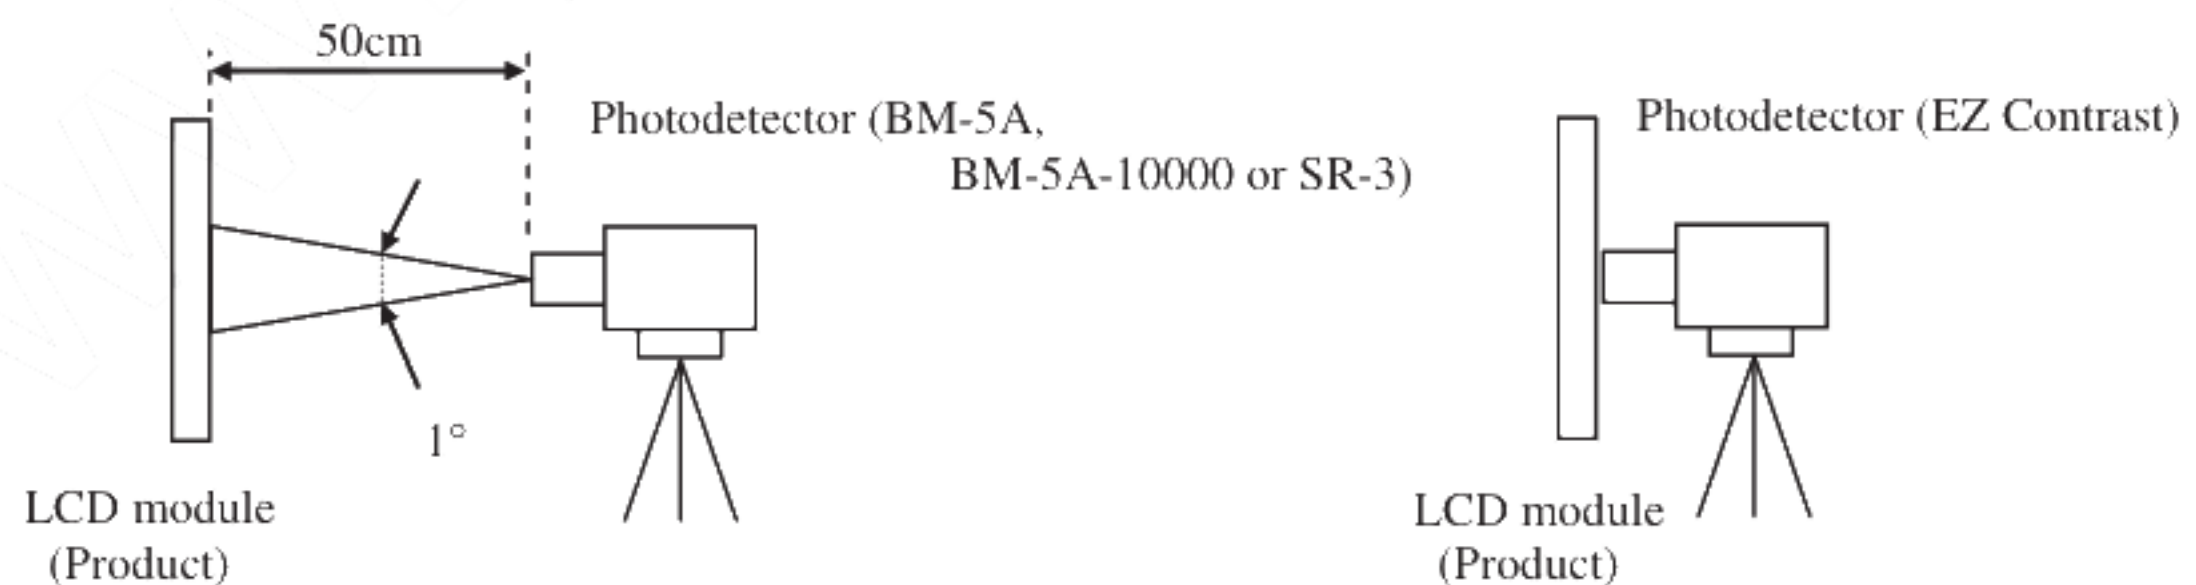 50cm
Photodetector (BM-5A,
BM-5A-10000 or SR-3)
1°
LCD module
(Product)
Photodetector (EZ Contrast)
LCD module
(Product)